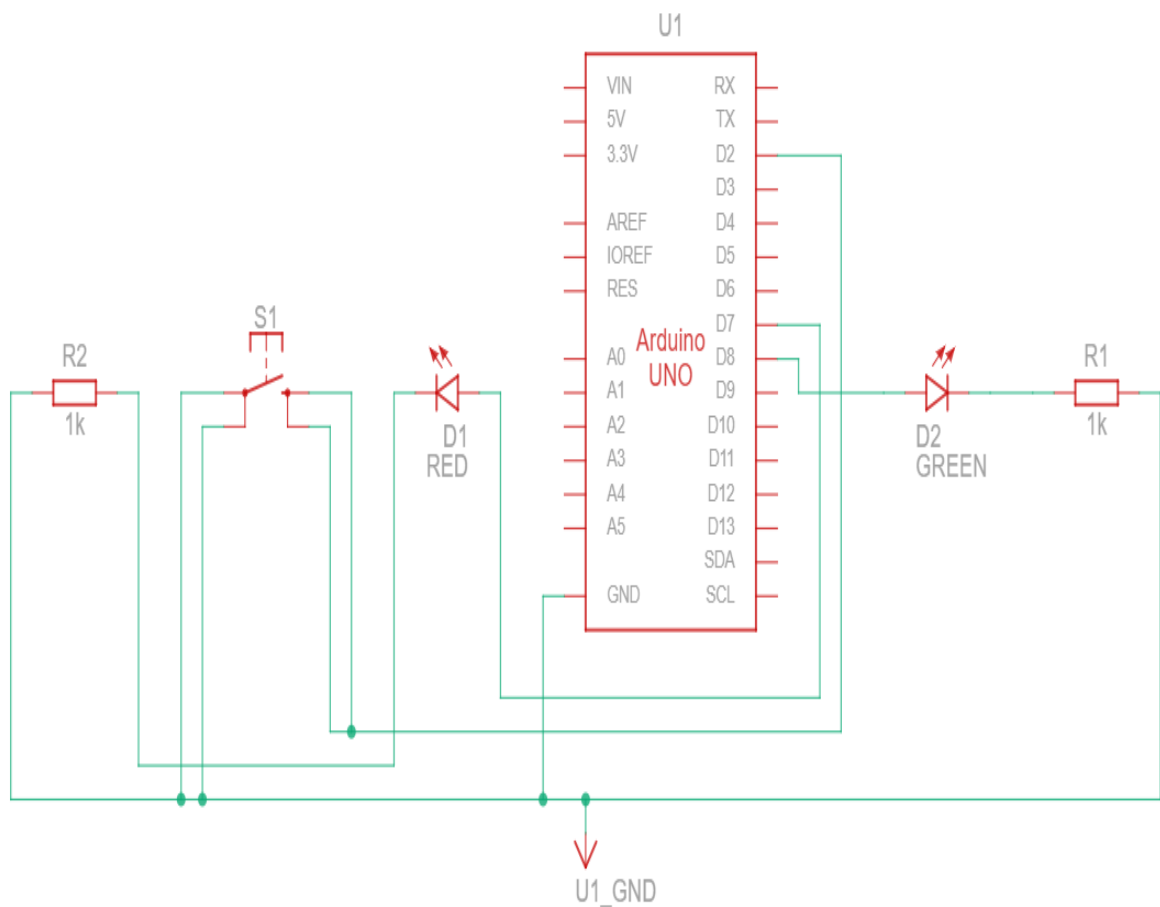 U1
VIN RX
5V TX
3.3V D2
D3
AREF D4
IOREF D5
RES D6
D7
Arduino
UNO
A0 D8
A1 D9
A2 D10
A3 D11
A4 D12
A5 D13
SDA
GND SCL
R2
1k
S1
D1
RED
D2
GREEN
R1
1k
U1_GND